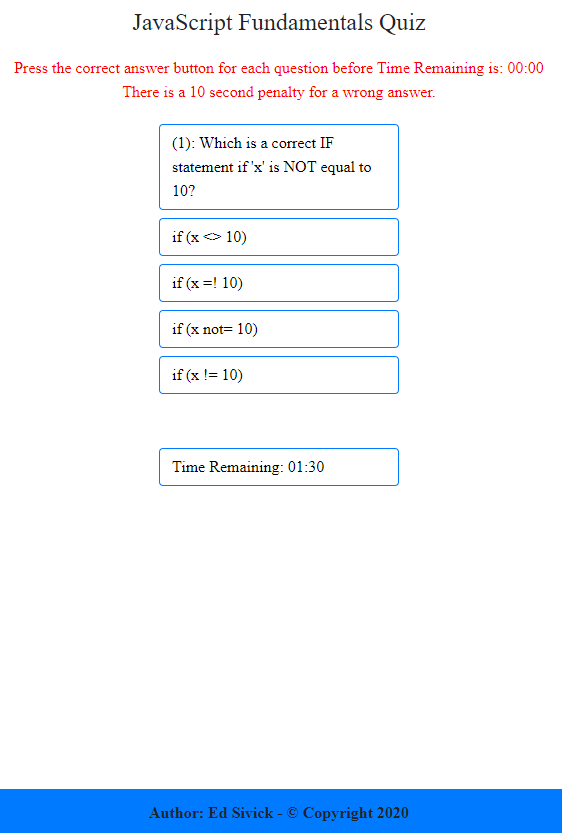 JavaScript Fundamentals Quiz
Press the correct answer button for each question before Time Remaining is: 00:00
There is a 10 second penalty for a wrong answer.
(1): Which is a correct IF
statement if 'x' is NOT equal to
10?
if (x <> 10)
if (x =! 10)
if (x not= 10)
if (x != 10)
Time Remaining: 01:30
Author: Ed Sivick - © Copyright 2020